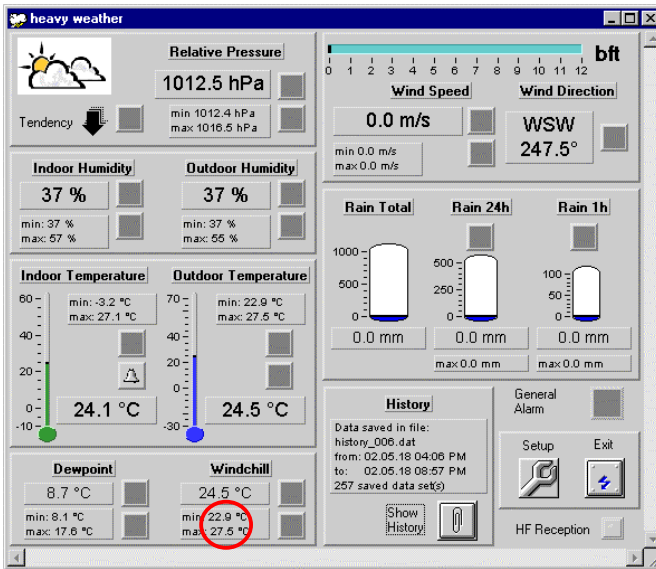 heavy weather
Relative Pressure
1012.5 hPa
Tendency
min 1012.4 hPa
max 1016.5 hPa
0 1 2 3 4 5 6 7 8 9 10 11 12
bft
Wind Speed
0.0 m/s
min 0.0 m/s
max 0.0 m/s
Wind Direction
WSW
247.5°
Indoor Humidity
37 %
min: 37 %
max: 57 %
Outdoor Humidity
37 %
min: 37 %
max: 55 %
Rain Total
1000
500
0
0.0 mm
Rain 24h
500
250
0
0.0 mm
max 0.0 mm
Rain 1h
100
50
0
0.0 mm
max 0.0 mm
Indoor Temperature
60
40
20
0
-10
min: -3.2 °C
max: 27.1 °C
24.1 °C
Outdoor Temperature
70
40
20
0
-30
min: 22.9 °C
max: 27.5 °C
24.5 °C
History
Data saved in file:
history_006.dat
from: 02.05.18 04:06 PM
to: 02.05.18 08:57 PM
257 saved data set(s)
Show
History
General
Alarm
Setup
Exit
HF Reception
Dewpoint
8.7 °C
min: 8.1 °C
max: 17.6 °C
Windchill
24.5 °C
min: 22.9 °C
max: 27.5 °C